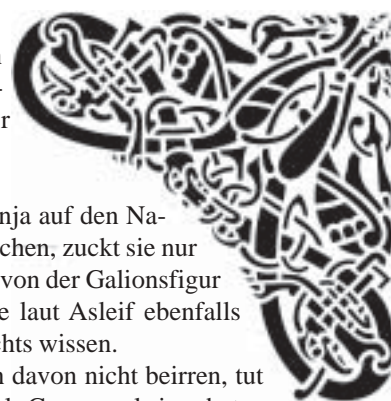 -
r
nja auf den Na-
chen, zuckt sie nur
von der Galionsfigur
e laut Asleif ebenfalls
chts wissen.
davon nicht beirren, tut